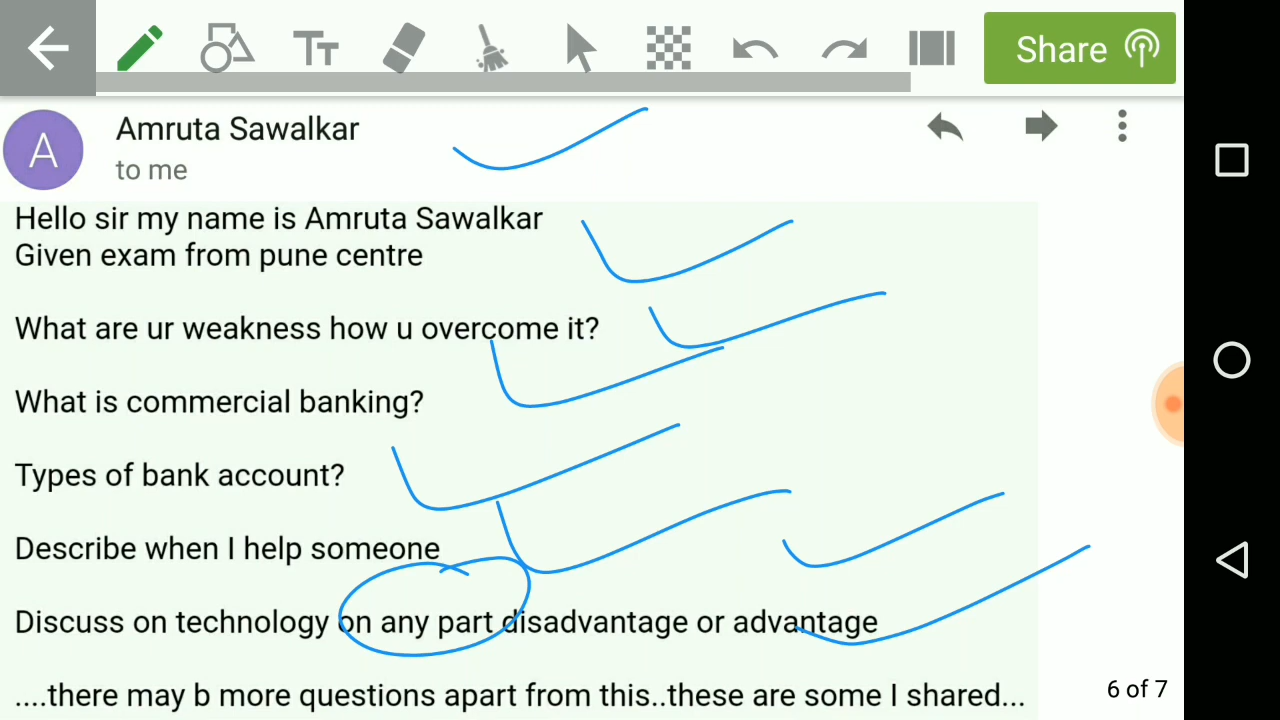 TT
Share
A
Amruta Sawalkar
to me
Hello sir my name is Amruta Sawalkar
Given exam from pune centre
What are ur weakness how u overcome it?
What is commercial banking?
Types of bank account?
Describe when I help someone
Discuss on technology on any part disadvantage or advantage
....there may b more questions apart from this..these are some I shared...
6 of 7